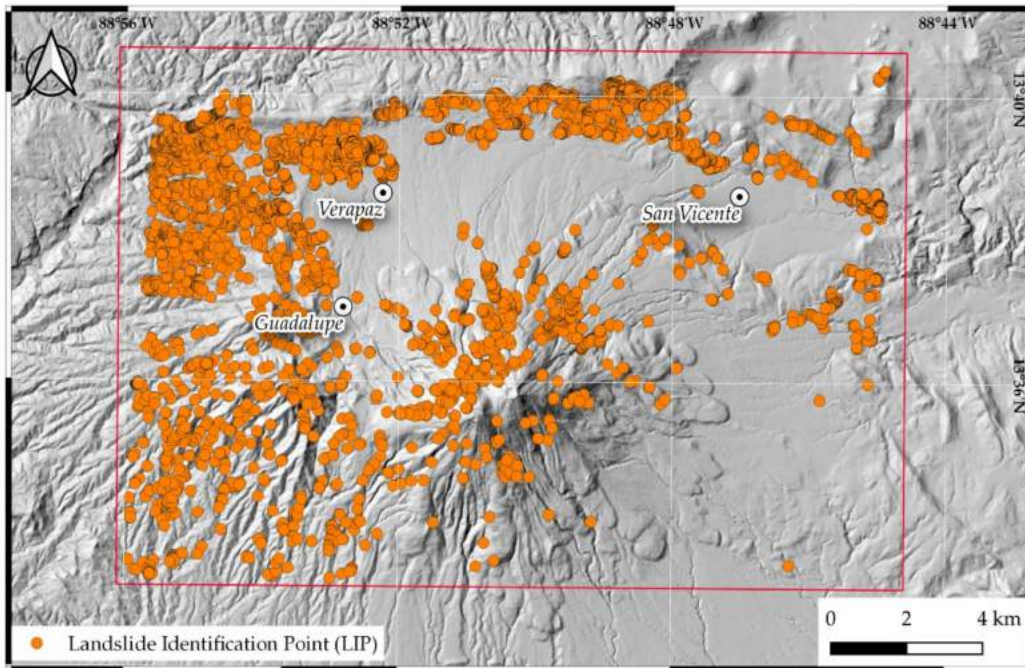 88°56'W 88°52'W 88°48'W 88°44'W
13°40'N
Verapaz
San Vicente
Guadalupe
13°36'N
0 2 4 km
Landslide Identification Point (LIP)